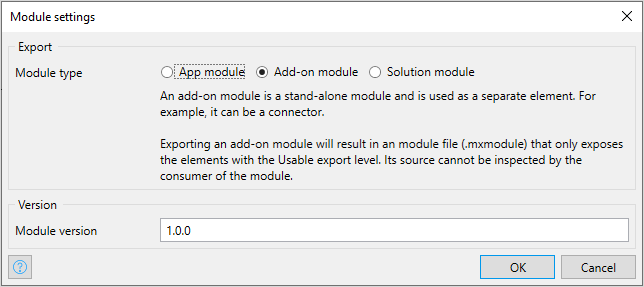 Module settings
Export
Module type
App module
Add-on module
Solution module
An add-on module is a stand-alone module and is used as a separate element. For
example, it can be a connector.
Exporting an add-on module will result in an module file (.mxmodule) that only exposes
the elements with the Usable export level. Its source cannot be inspected by the
consumer of the module.
Version
Module version
1.0.0
?
OK
Cancel